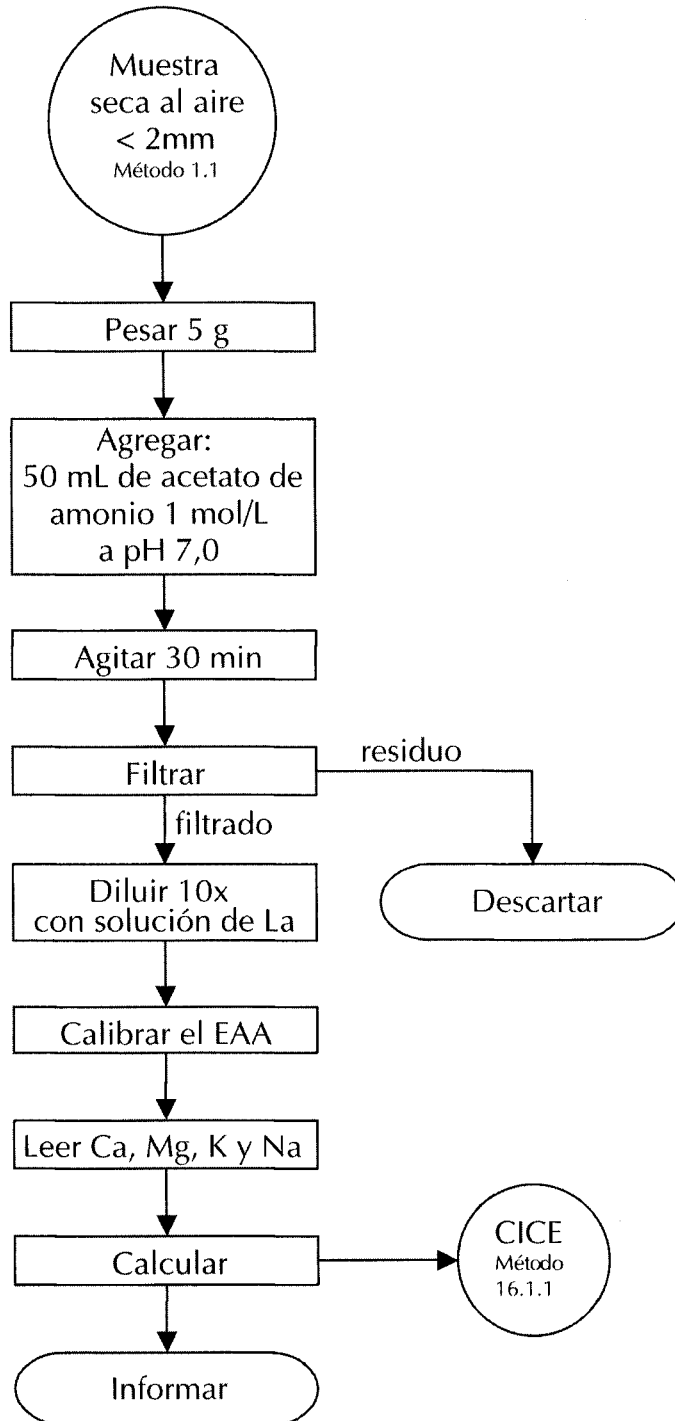 Muestra
seca al aire
< 2mm
Método 1.1
Pesar 5 g
Agregar:
50 mL de acetato de
amonio 1 mol/L
a pH 7,0
Agitar 30 min
Filtrar
residuo
filtrado
Diluir 10x
con solución de La
Descartar
Calibrar el EAA
Leer Ca, Mg, K y Na
Calcular
CICE
Método
16.1.1
Informar